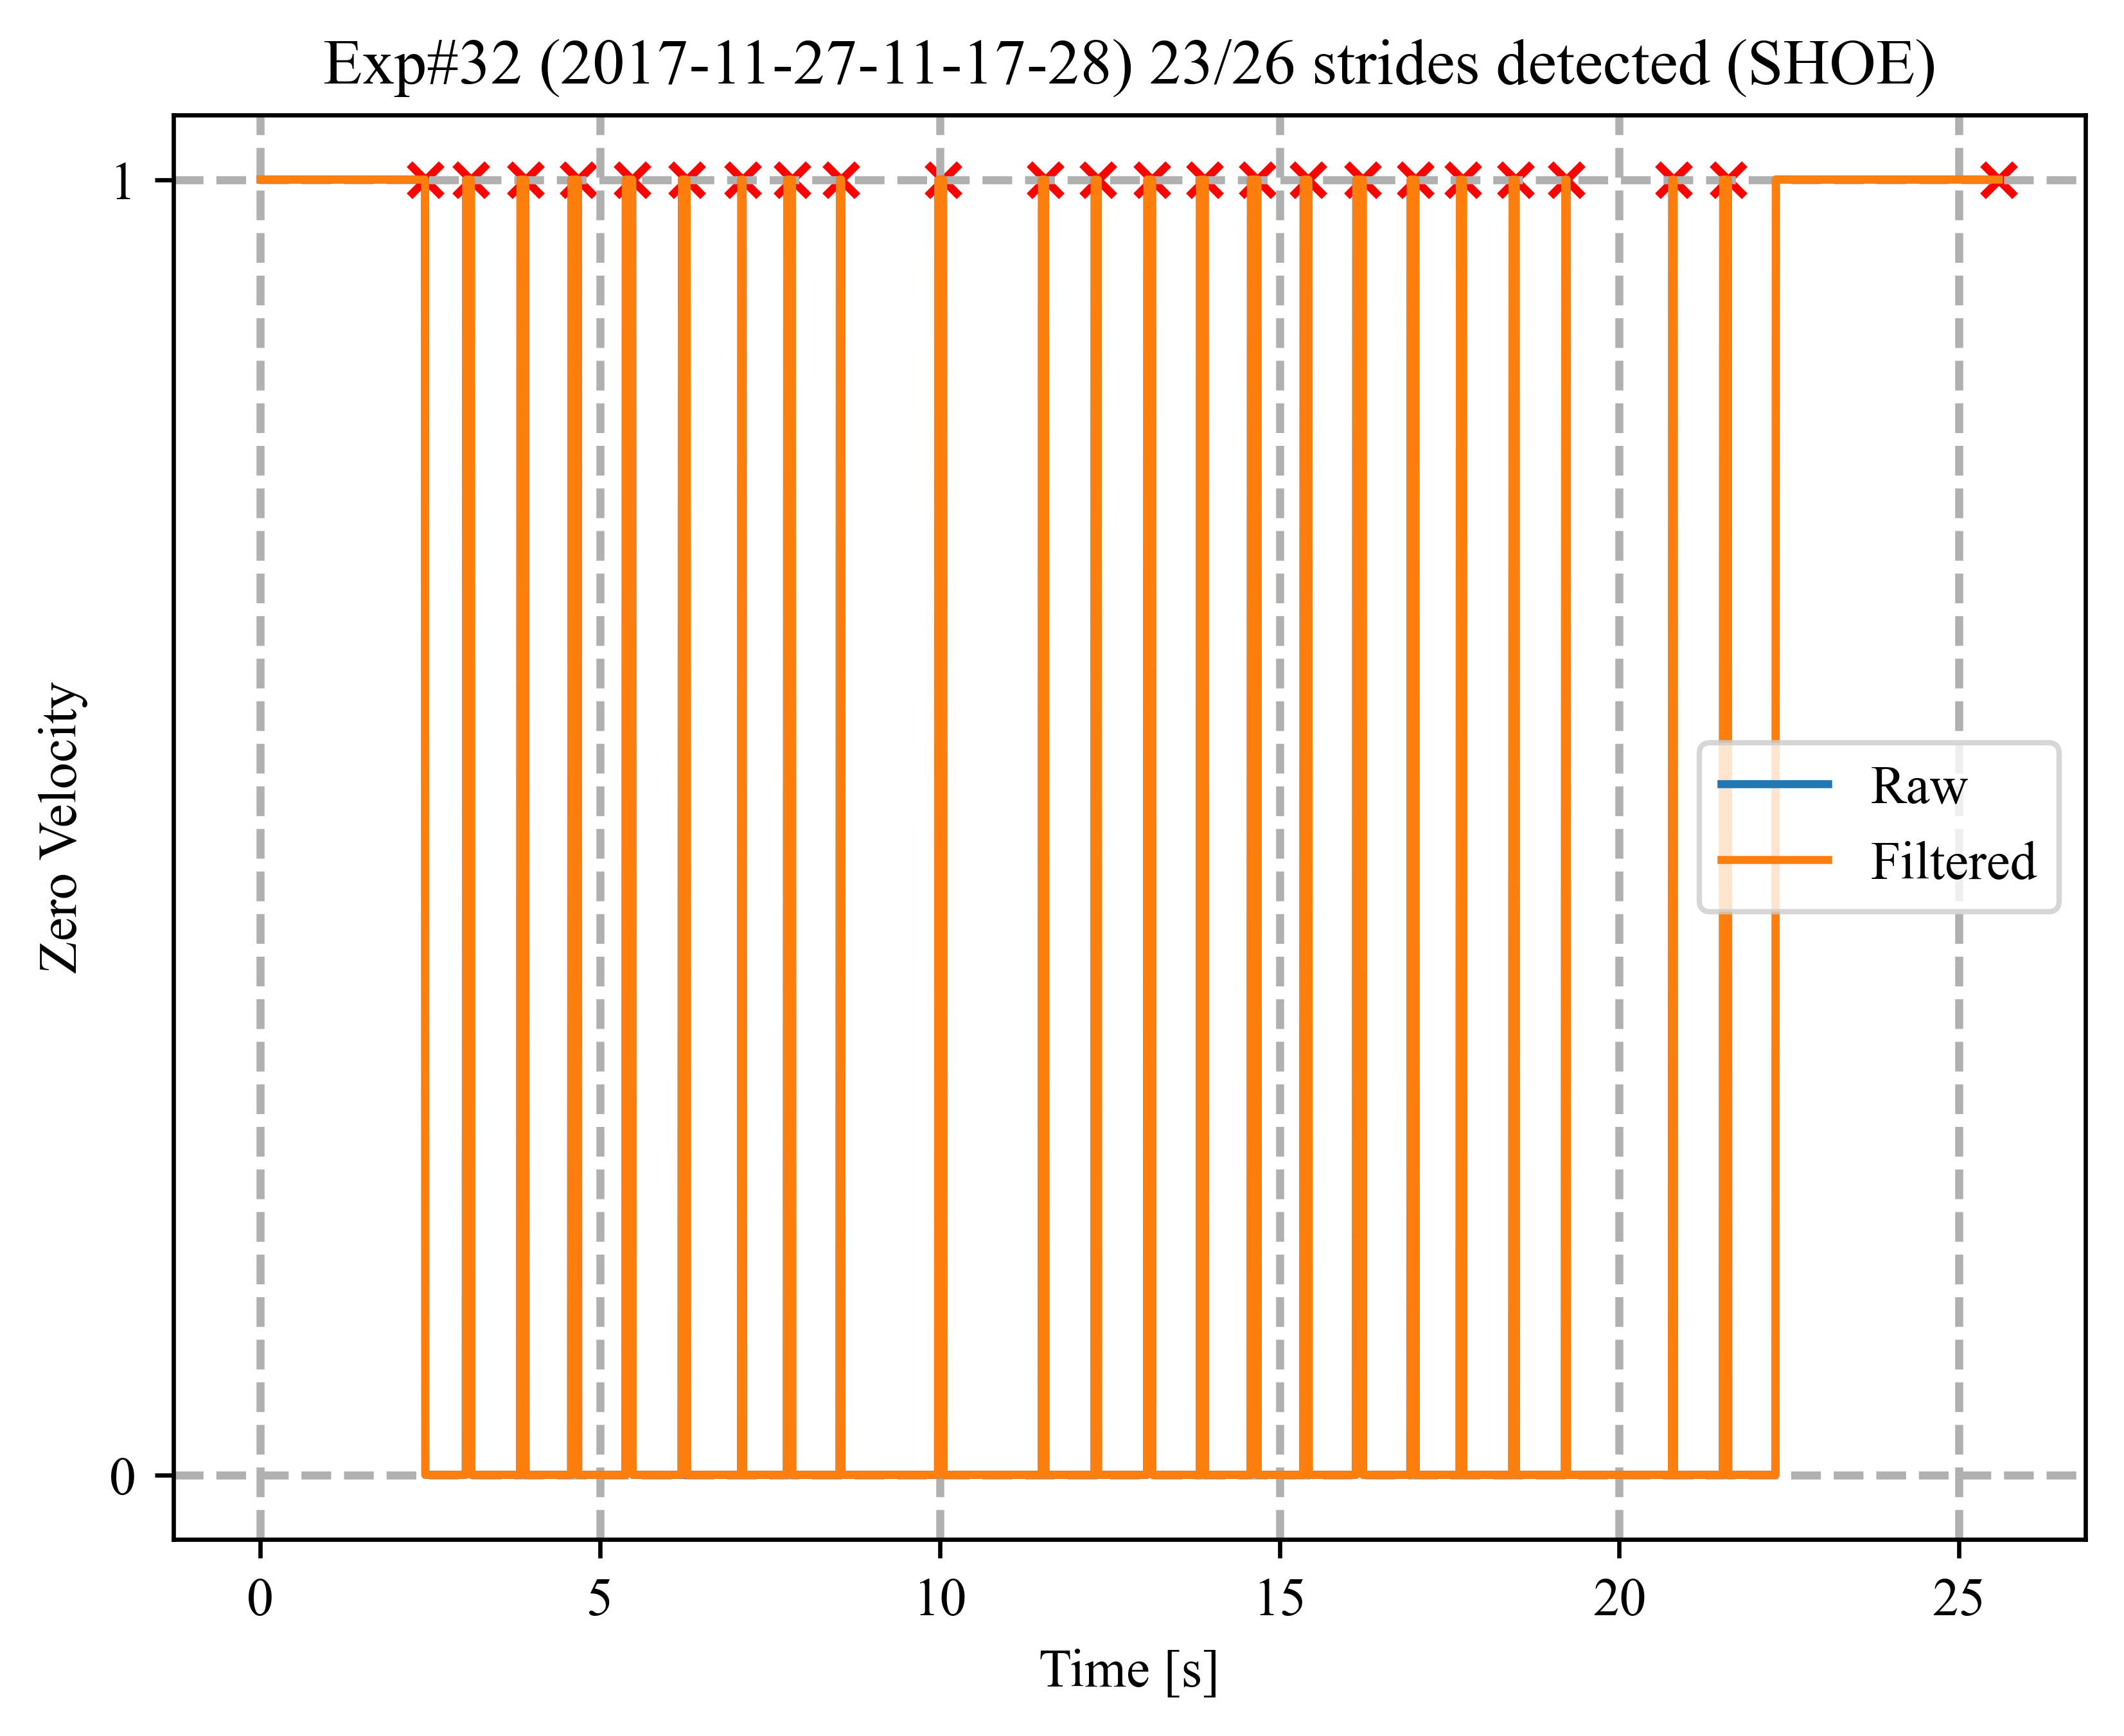 Exp#32 (2017-11-27-11-17-28) 23/26 strides detected (SHOE)
1
Zero Velocity
Raw
Filtered
0
0 5 10 15 20 25
Time [s]